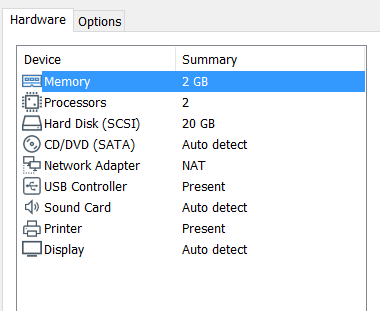 Hardware Options
Device Summary
Memory 2 GB
Processors 2
Hard Disk (SCSI) 20 GB
CD/DVD (SATA) Auto detect
Network Adapter NAT
USB Controller Present
Sound Card Auto detect
Printer Present
Display Auto detect